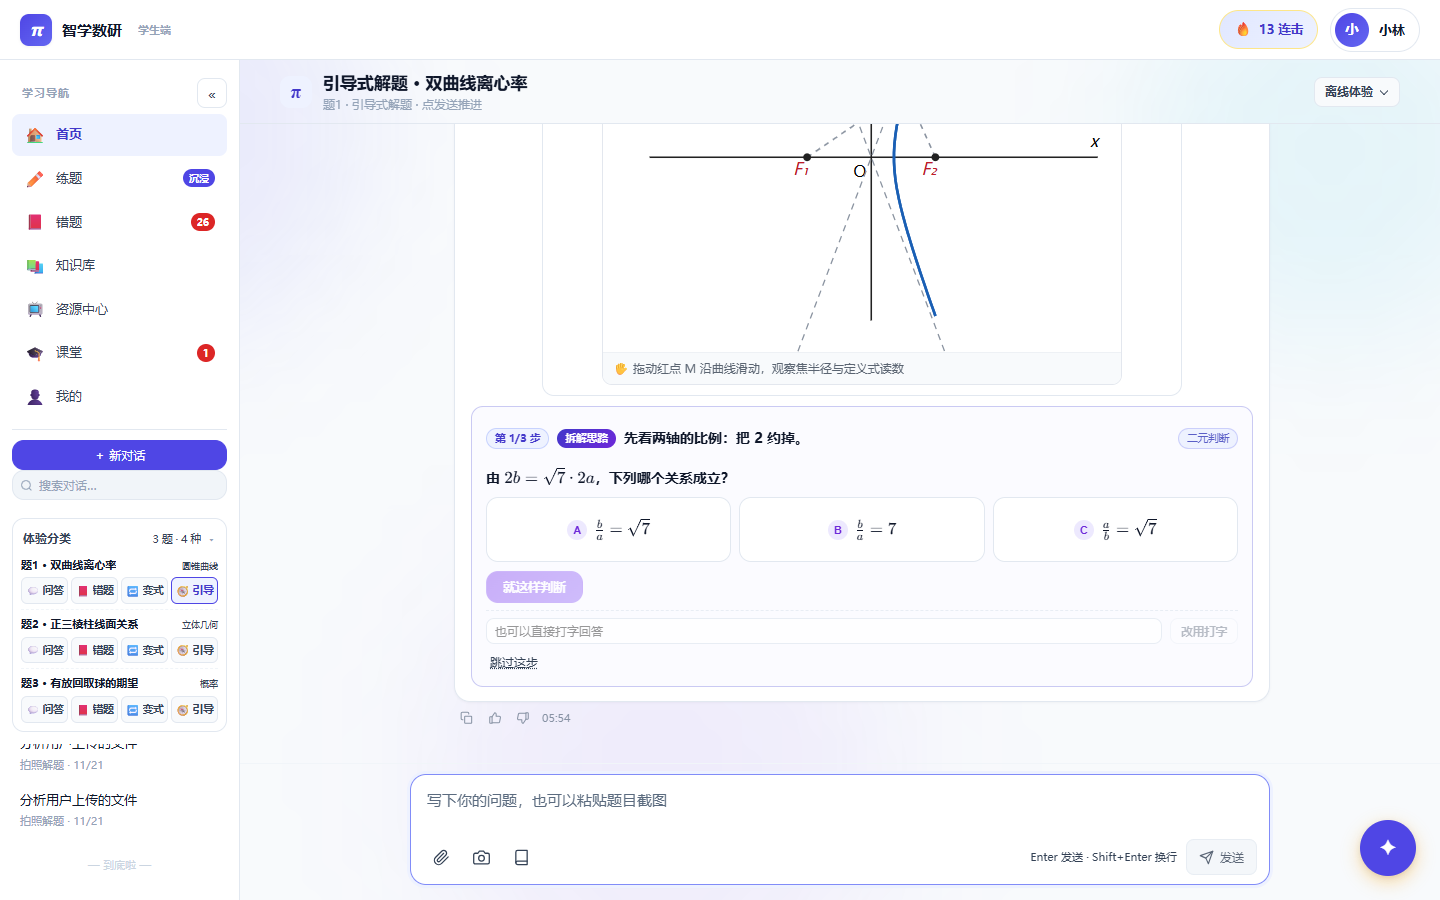 π 智学数研 学生端
13 连击
小 小林
学习导航 «
首页
练题 沉浸
错题 26
知识库
资源中心
课堂 1
我的
+ 新对话
搜索对话...
体验分类 3 题 · 4 种
题1 · 双曲线离心率 圆锥曲线
问答 错题 变式 引导
题2 · 正三棱柱线面关系 立体几何
问答 错题 变式 引导
题3 · 有放回取球的期望 概率
问答 错题 变式 引导
分析用户上传的文件
拍照解题 · 11/21
分析用户上传的文件
拍照解题 · 11/21
— 到底啦 —
π 引导式解题 · 双曲线离心率
题1 · 引导式解题 · 点发送推进
离线体验
x
F₁ O F₂
拖动红点 M 沿曲线滑动，观察焦半径与定义式读数
第 1/3 步 拆解思路 先看两轴的比例：把 2 约掉。 二元判断
由 2b = √7 · 2a，下列哪个关系成立？
A b/a = √7
B b/a = 7
C a/b = √7
就这样判断
也可以直接打字回答 改用打字
跳过这步
05:54
写下你的问题，也可以粘贴题目截图
Enter 发送 · Shift+Enter 换行 发送